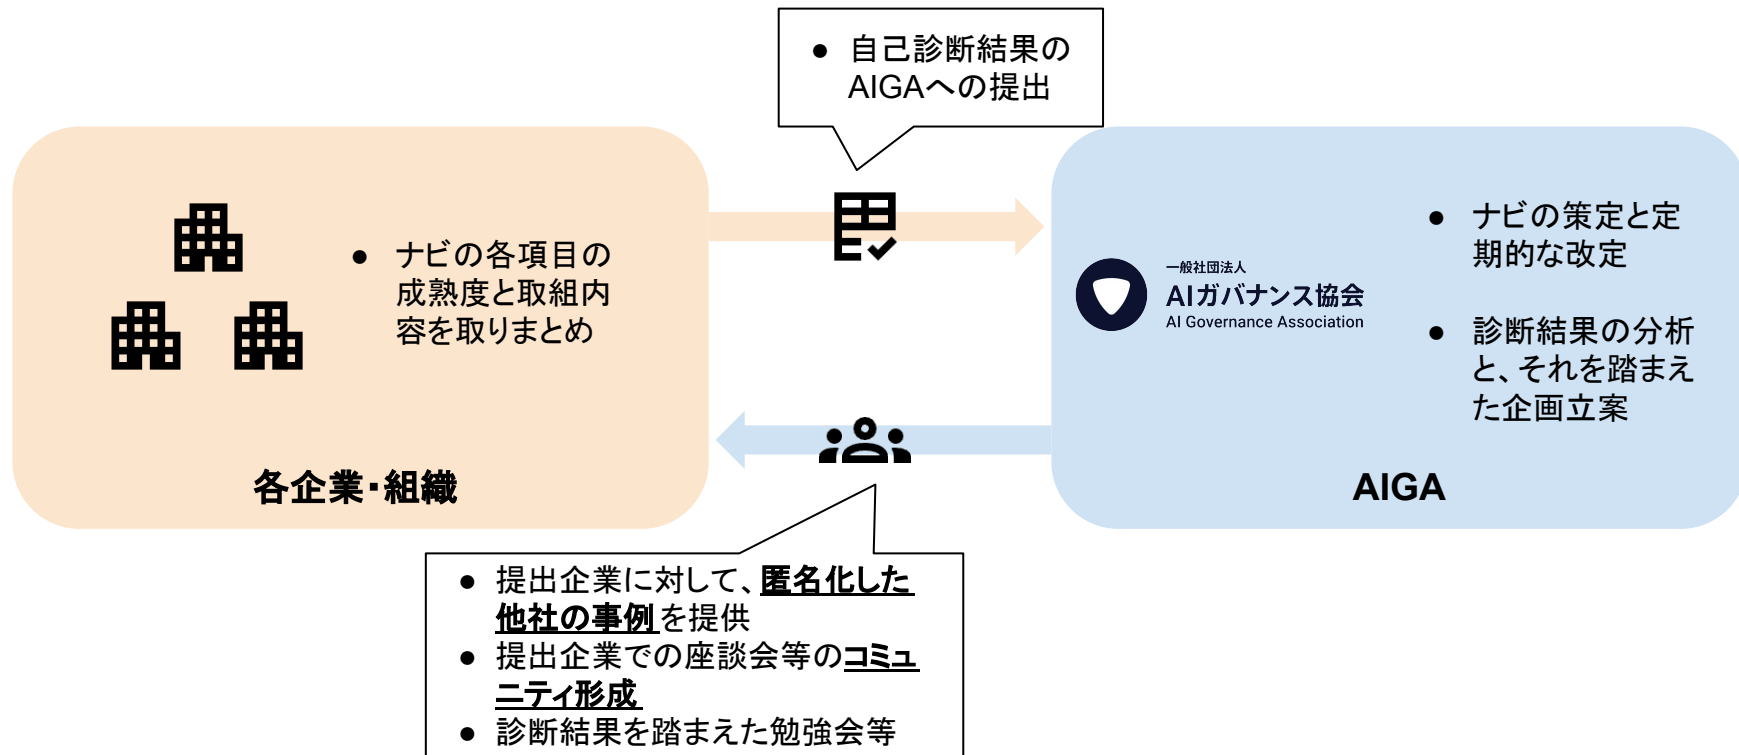 ● 自己診断結果の
AIGAへの提出
● ナビの各項目の
成熟度と取組内
容を取りまとめ
各企業・組織
一般社団法人
AIガバナンス協会
AI Governance Association
● ナビの策定と定
期的な改定
● 診断結果の分析
と、それを踏まえ
た企画立案
AIGA
● 提出企業に対して、匿名化した
他社の事例を提供
● 提出企業での座談会等のコミュ
ニティ形成
● 診断結果を踏まえた勉強会等